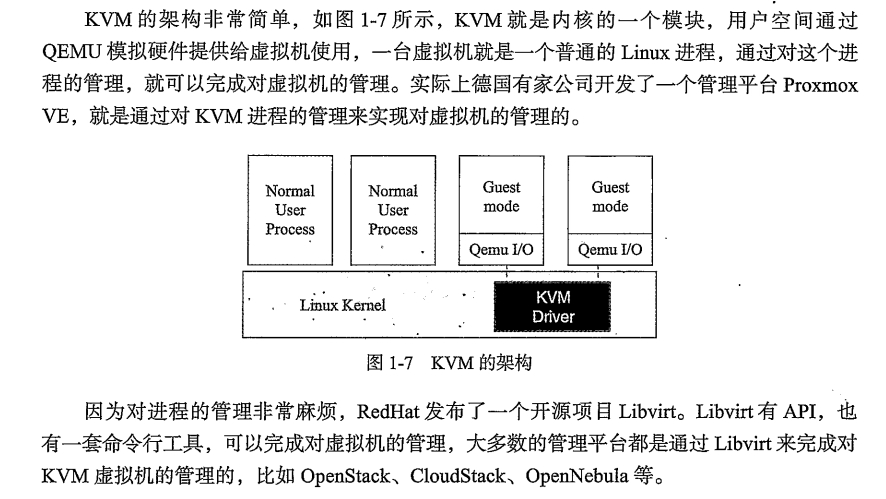 KVM 的架构非常简单，如图 1-7 所示，KVM 就是内核的一个模块，用户空间通过
QEMU 模拟硬件提供给虚拟机使用，一台虚拟机就是一个普通的 Linux 进程，通过对这个进
程的管理，就可以完成对虚拟机的管理。实际上德国有家公司开发了一个管理平台 Proxmox
VE，就是通过对 KVM 进程的管理来实现对虚拟机的管理的。
Normal
User
Process
Normal
User
Process
Guest
mode
Qemu I/O
Guest
mode
Qemu I/O
Linux Kernel
KVM
Driver
图 1-7 KVM 的架构
因为对进程的管理非常麻烦，RedHat 发布了一个开源项目 Libvirt。Libvirt 有 API，也
有一套命令行工具，可以完成对虚拟机的管理，大多数的管理平台都是通过 Libvirt 来完成对
KVM 虚拟机的管理的，比如 OpenStack、CloudStack、OpenNebula 等。